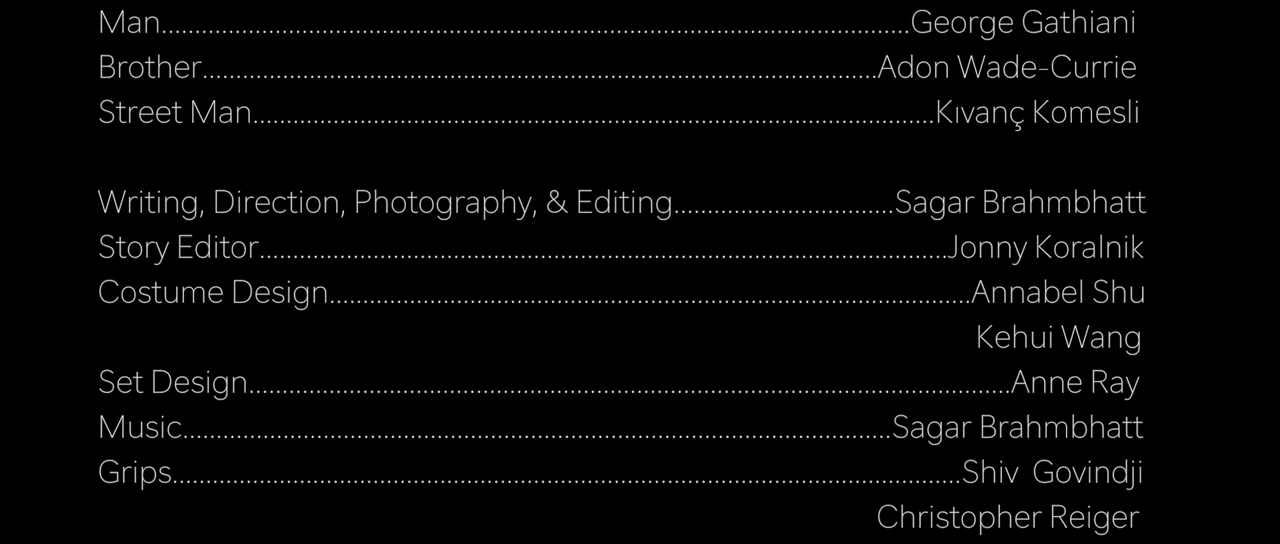 Man..........................................................................................................George Gathiani
Brother................................................................................................Adon Wade-Currie
Street Man................................................................................................Kıvanç Komesli
Writing, Direction, Photography, & Editing................................Sagar Brahmbhatt
Story Editor..................................................................................................Jonny Koralnik
Costume Design...........................................................................................Annabel Shu
Kehui Wang
Set Design............................................................................................................Anne Ray
Music....................................................................................................Sagar Brahmbhatt
Grips..............................................................................................................Shiv  Govindji
Christopher Reiger